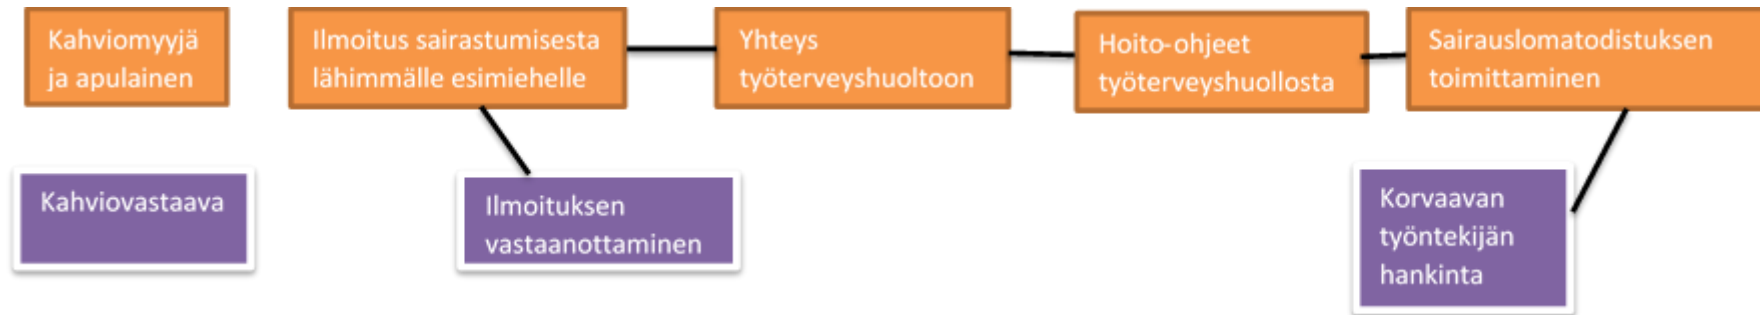 Kahviomyyjä
ja apulainen
Ilmoitus sairastumisesta
lähimmälle esimiehelle
Yhteys
työterveyshuoltoon
Hoito-ohjeet
työterveyshuollosta
Sairauslomatodistuksen
toimittaminen
Kahviovastaava
Ilmoituksen
vastaanottaminen
Korvaavan
työntekijän
hankinta